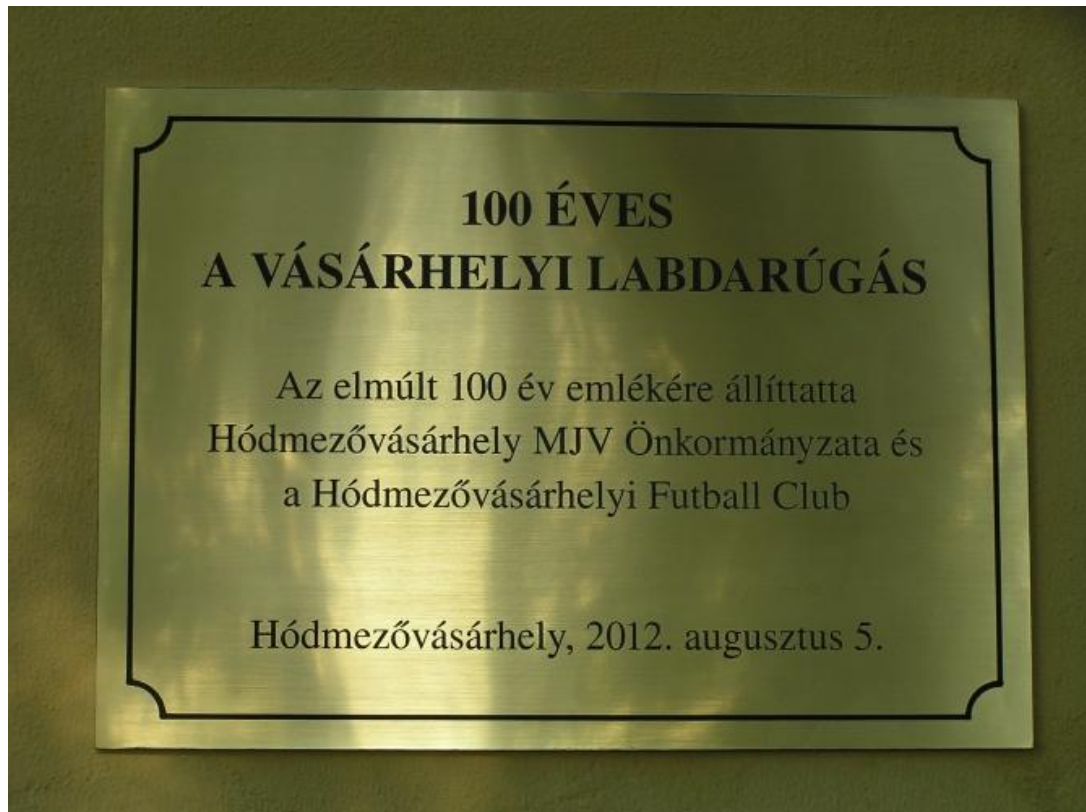 100 ÉVES
A VÁSÁRHELYI LABDARÚGÁS
Az elmúlt 100 év emlékére állíttatta
Hódmezővásárhely MJV Önkormányzata és
a Hódmezővásárhelyi Futball Club
Hódmezővásárhely, 2012. augusztus 5.